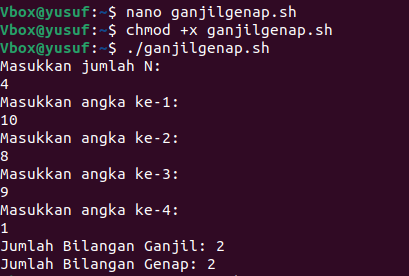 Vbox@yusuf:~$ nano ganjilgenap.sh
Vbox@yusuf:~$ chmod +x ganjilgenap.sh
Vbox@yusuf:~$ ./ganjilgenap.sh
Masukkan jumlah N:
4
Masukkan angka ke-1:
10
Masukkan angka ke-2:
8
Masukkan angka ke-3:
9
Masukkan angka ke-4:
1
Jumlah Bilangan Ganjil: 2
Jumlah Bilangan Genap: 2